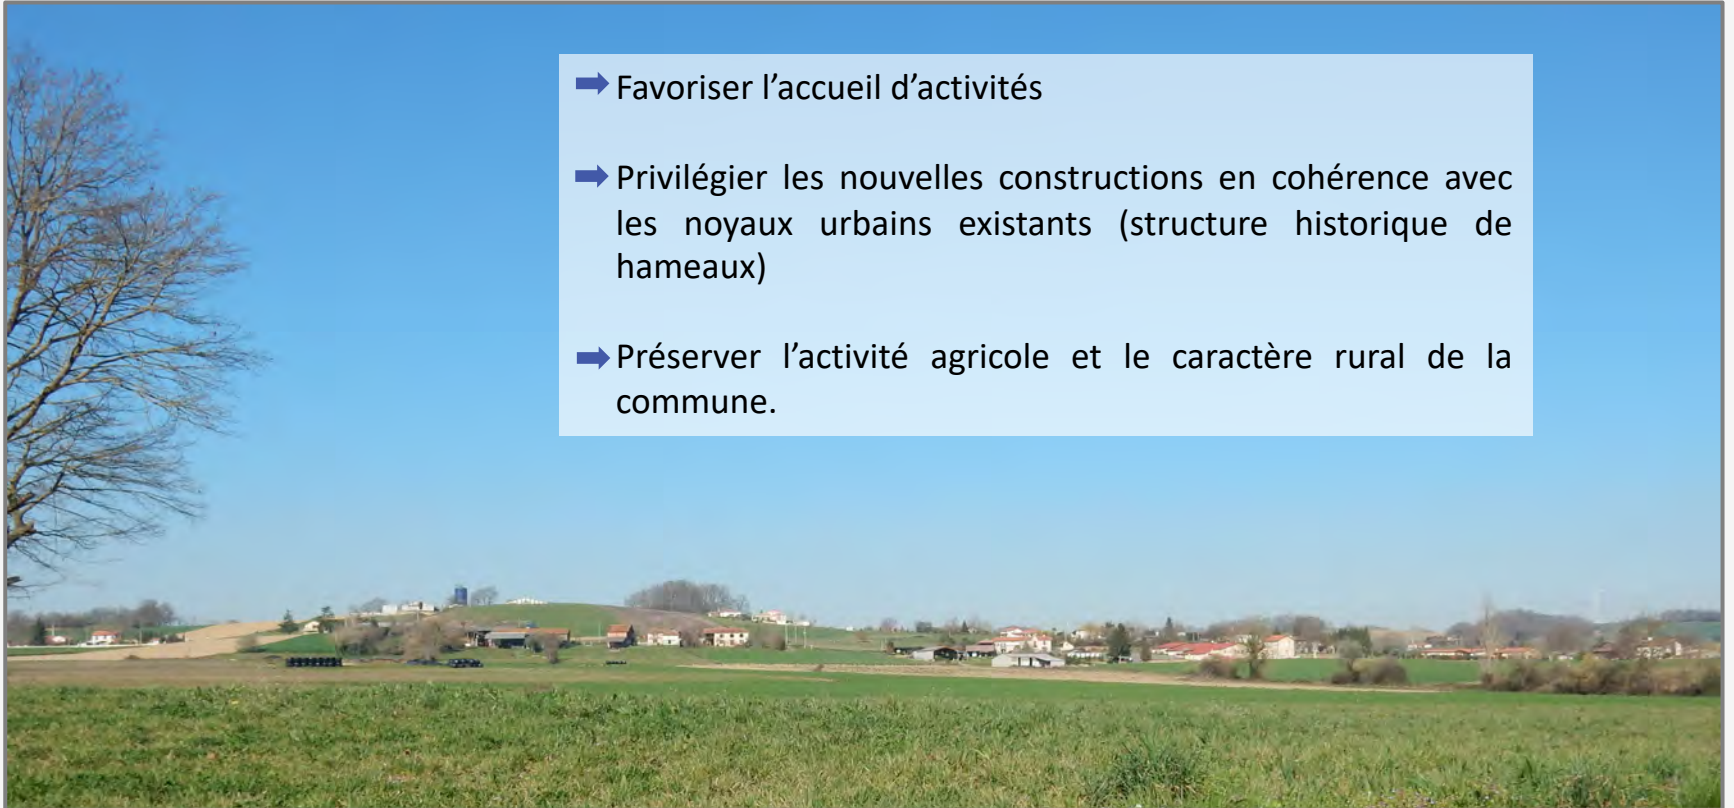 Favoriser l’accueil d’activités
Privilégier les nouvelles constructions en cohérence avec
les noyaux urbains existants (structure historique de
hameaux)
Préserver l’activité agricole et le caractère rural de la
commune.